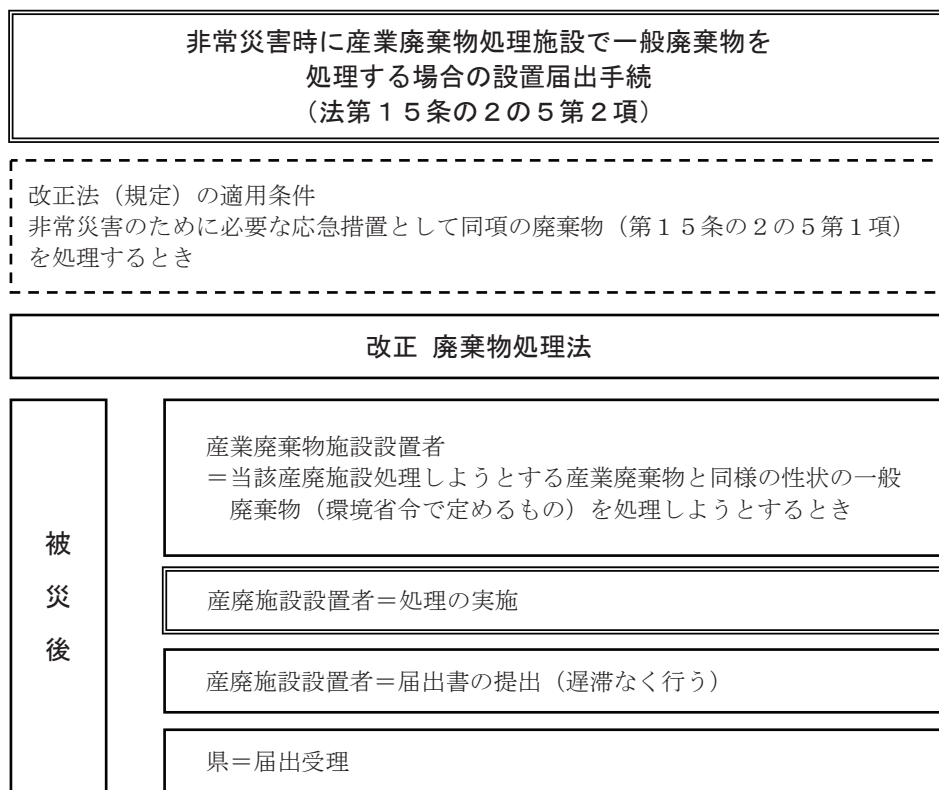 非常災害時に産業廃棄物処理施設で一般廃棄物を
処理する場合の設置届出手続
（法第１５条の２の５第２項）
改正法（規定）の適用条件
非常災害のために必要な応急措置として同項の廃棄物（第１５条の２の５第１項）
を処理するとき
改正 廃棄物処理法
被災後
産業廃棄物施設設置者
＝当該産廃施設処理しようとする産業廃棄物と同様の性状の一般
廃棄物（環境省令で定めるもの）を処理しようとするとき
産廃施設設置者＝処理の実施
産廃施設設置者＝届出書の提出（遅滞なく行う）
県＝届出受理